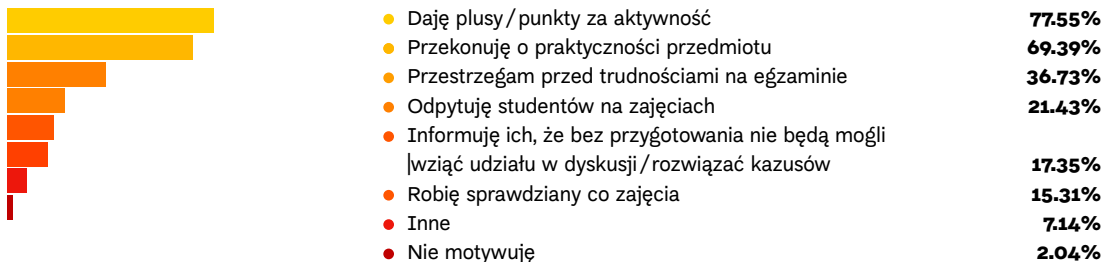 Daję plusy/punkty za aktywność 77.55%
Przekonuję o praktyczności przedmiotu 69.39%
Przestrzegam przed trudnościami na egzaminie 36.73%
Odpytuję studentów na zajęciach 21.43%
Informuję ich, że bez przygotowania nie będą mogli
wziąć udziału w dyskusji/rozwiązać kazusów 17.35%
Robię sprawdziany co zajęcia 15.31%
Inne 7.14%
Nie motywuję 2.04%